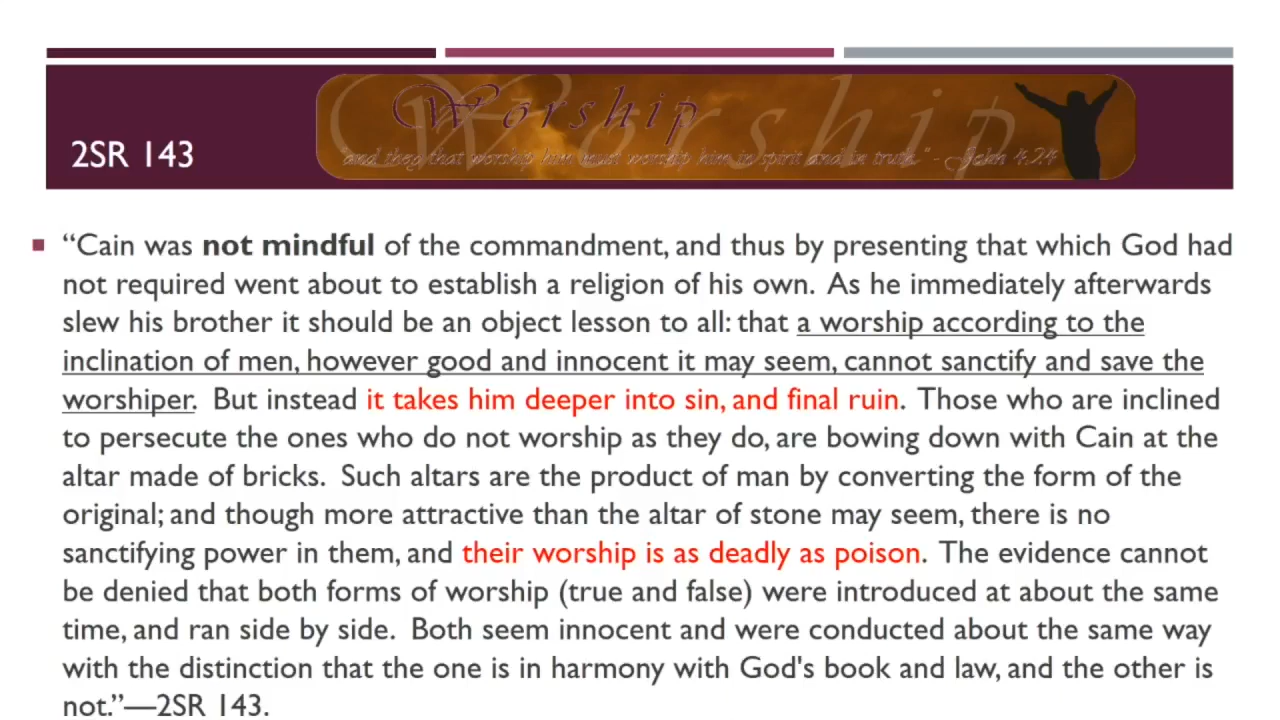 Worship
Worship
"and they that worship him must worship him in spirit and in truth." - John 4:24
2SR 143
“Cain was not mindful of the commandment, and thus by presenting that which God had
not required went about to establish a religion of his own.  As he immediately afterwards
slew his brother it should be an object lesson to all: that a worship according to the
inclination of men, however good and innocent it may seem, cannot sanctify and save the
worshiper.  But instead it takes him deeper into sin, and final ruin.  Those who are inclined
to persecute the ones who do not worship as they do, are bowing down with Cain at the
altar made of bricks.  Such altars are the product of man by converting the form of the
original; and though more attractive than the altar of stone may seem, there is no
sanctifying power in them, and their worship is as deadly as poison.  The evidence cannot
be denied that both forms of worship (true and false) were introduced at about the same
time, and ran side by side.  Both seem innocent and were conducted about the same way
with the distinction that the one is in harmony with God's book and law, and the other is
not.”—2SR 143.